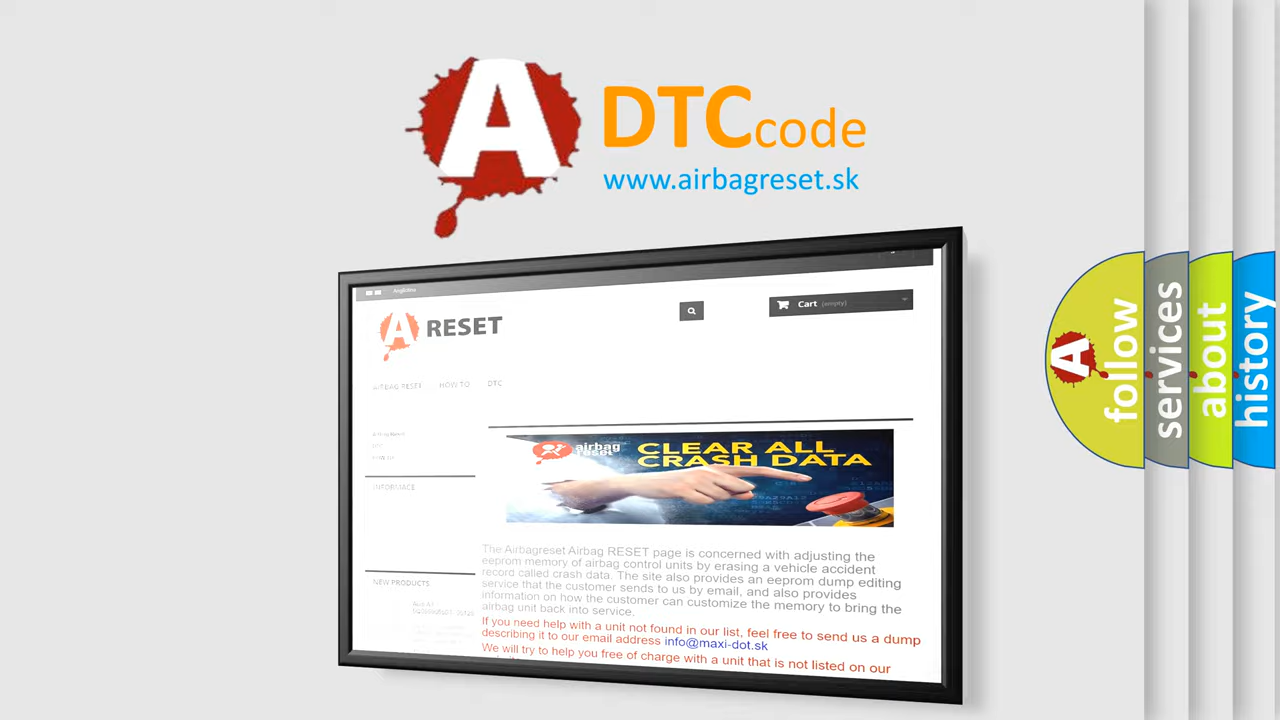 A DTC code
www.airbagreset.sk
A RESET
Cart (empty)
AIRBAG RESET HOW TO DTC
INFORMACE
airbag
reset
CLEAR ALL
CRASH DATA
The Airbagreset Airbag RESET page is concerned with adjusting the
eeprom memory of airbag control units by erasing a vehicle accident
record called crash data. The site also provides an eeprom dump editing
service that the customer sends to us by email, and also provides
information on how the customer can customize the memory to bring the
airbag unit back into service.
NEW PRODUCTS
If you need help with a unit not found in our list, feel free to send us a dump
describing it to our email address info@maxi-dot.sk
We will try to help you free of charge with a unit that is not listed on our
A
follow
services
about
history